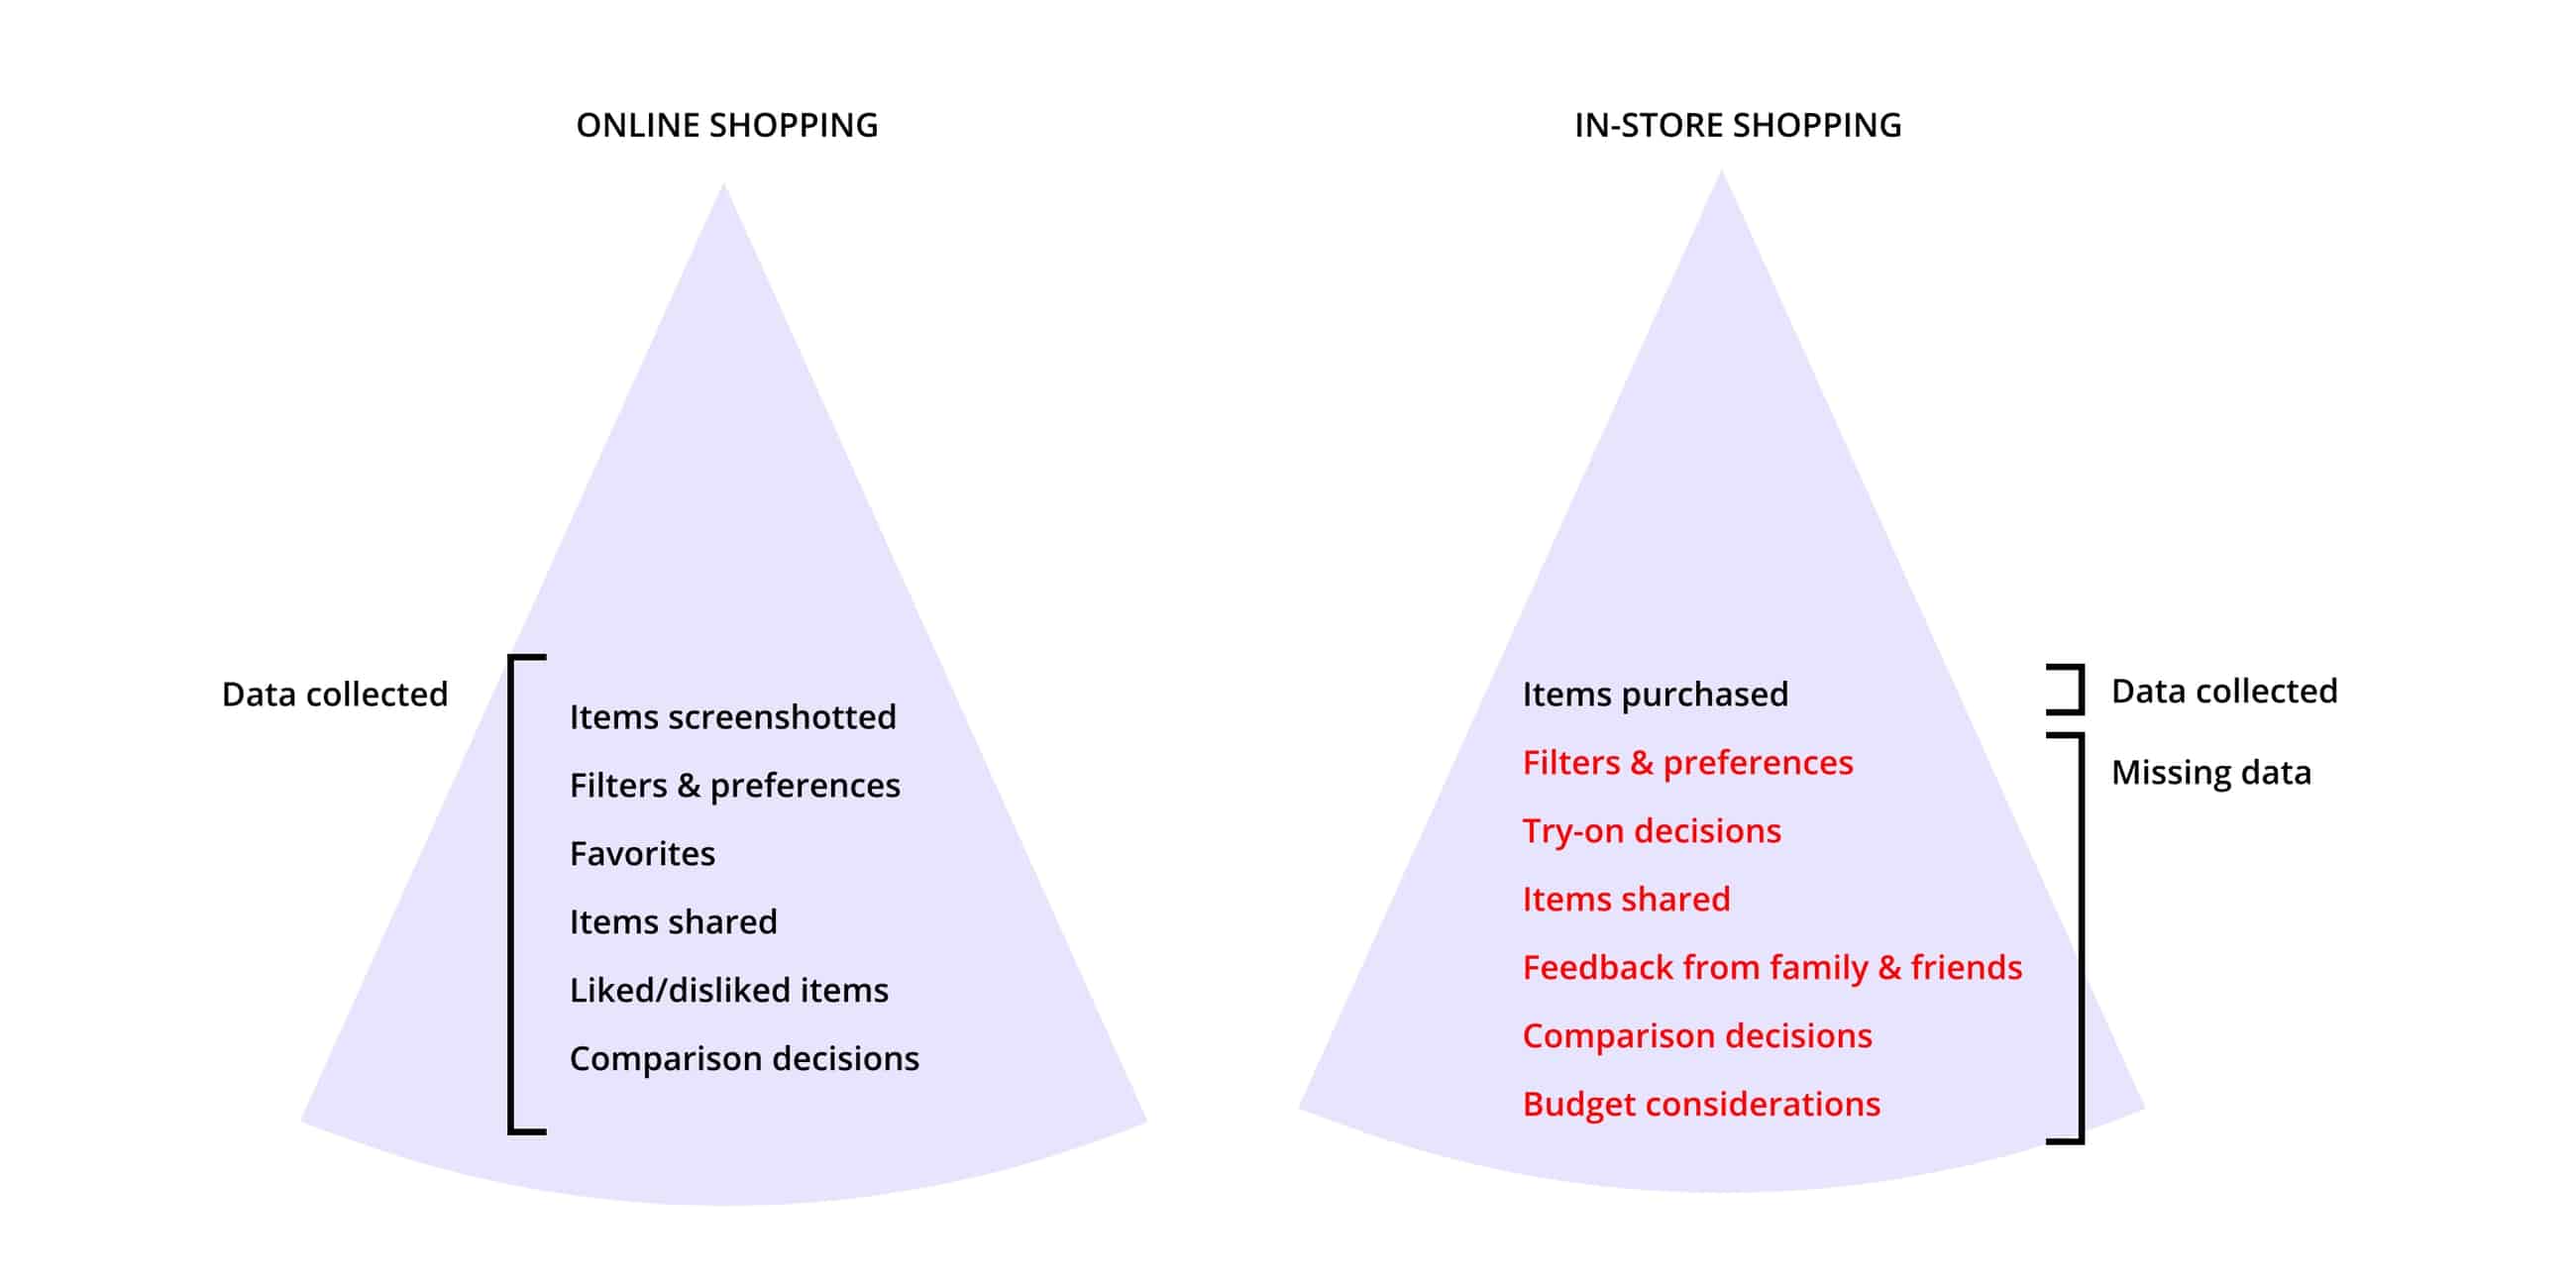 ONLINE SHOPPING
Data collected
Items screenshotted
Filters & preferences
Favorites
Items shared
Liked/disliked items
Comparison decisions
IN-STORE SHOPPING
Items purchased
Filters & preferences
Try-on decisions
Items shared
Feedback from family & friends
Comparison decisions
Budget considerations
Data collected
Missing data